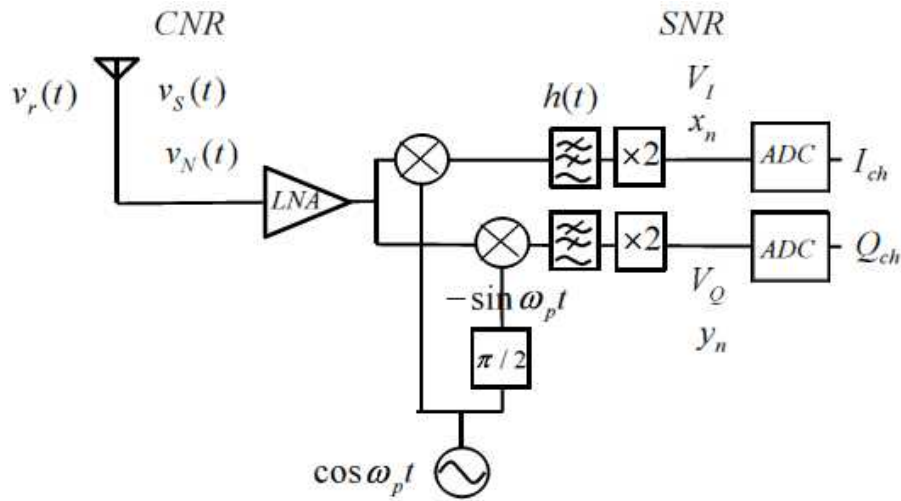 CNR SNR
v_r(t) v_S(t) h(t) V_I
v_N(t) x_n
LNA ×2 ADC I_ch
×2 ADC Q_ch
−sin ω_p t V_Q
π / 2 y_n
cos ω_p t